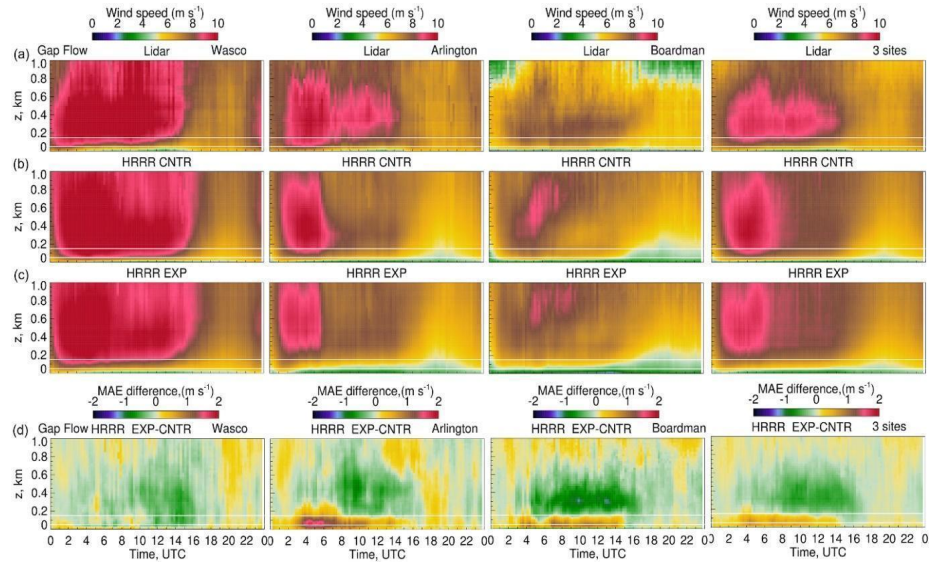 Wind speed (m s⁻¹) Wind speed (m s⁻¹) Wind speed (m s⁻¹) Wind speed (m s⁻¹)
0 2 4 6 8 10 0 2 4 6 8 10 0 2 4 6 8 10 0 2 4 6 8 10
(a) Gap Flow Lidar Wasco Lidar Arlington Lidar Boardman Lidar 3 sites
z, km
1.0
0.8
0.6
0.4
0.2
0
(b) HRRR CNTR HRRR CNTR HRRR CNTR HRRR CNTR
z, km
1.0
0.8
0.6
0.4
0.2
0
(c) HRRR EXP HRRR EXP HRRR EXP HRRR EXP
z, km
1.0
0.8
0.6
0.4
0.2
0
MAE difference,(m s⁻¹) MAE difference,(m s⁻¹) MAE difference,(m s⁻¹) MAE difference,(m s⁻¹)
-2 -1 0 1 2 -2 -1 0 1 2 -2 -1 0 1 2 -2 -1 0 1 2
(d) Gap Flow HRRR EXP-CNTR Wasco HRRR EXP-CNTR Arlington HRRR EXP-CNTR Boardman HRRR EXP-CNTR 3 sites
z, km
1.0
0.8
0.6
0.4
0.2
0
00 2 4 6 8 10 12 14 16 18 20 22 00 2 4 6 8 10 12 14 16 18 20 22 00 2 4 6 8 10 12 14 16 18 20 22 00 2 4 6 8 10 12 14 16 18 20 22 0
Time, UTC Time, UTC Time, UTC Time, UTC